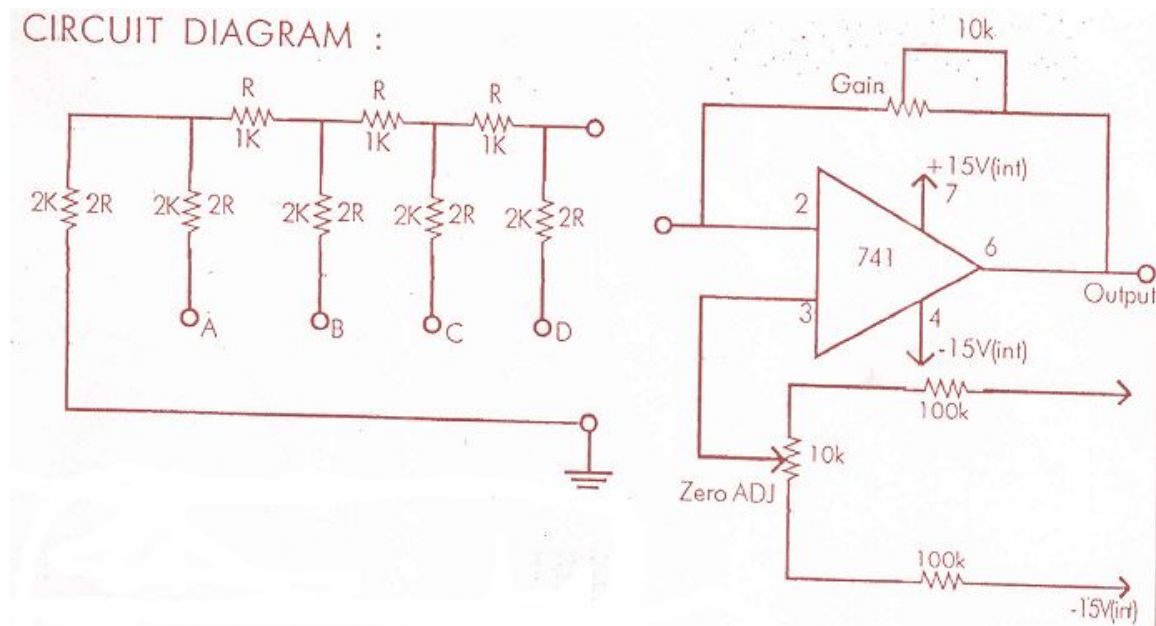 CIRCUIT DIAGRAM :
R
R
R
1K
1K
1K
2K 2R
2K 2R
2K 2R
2K 2R
2K 2R
A
B
C
D
10k
Gain
+15V(int)
7
2
741
6
Output
3
4
-15V(int)
100k
10k
Zero ADJ
100k
-15V(int)